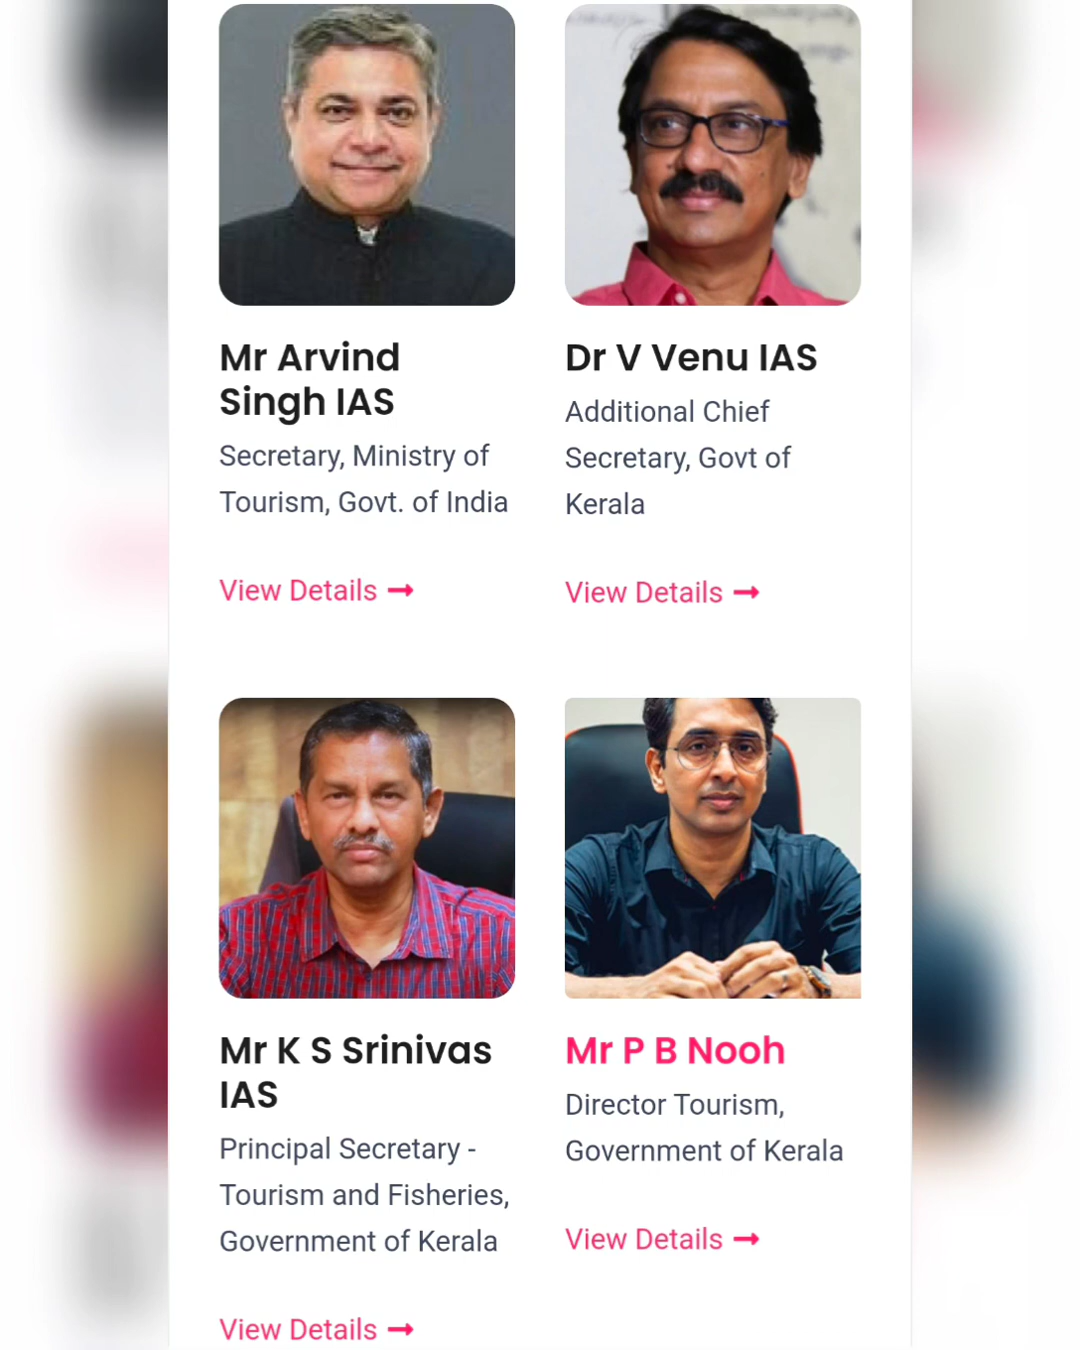 Mr Arvind
Singh IAS
Secretary, Ministry of
Tourism, Govt. of India
View Details
Dr V Venu IAS
Additional Chief
Secretary, Govt of
Kerala
View Details
Mr K S Srinivas
IAS
Principal Secretary -
Tourism and Fisheries,
Government of Kerala
View Details
Mr P B Nooh
Director Tourism,
Government of Kerala
View Details